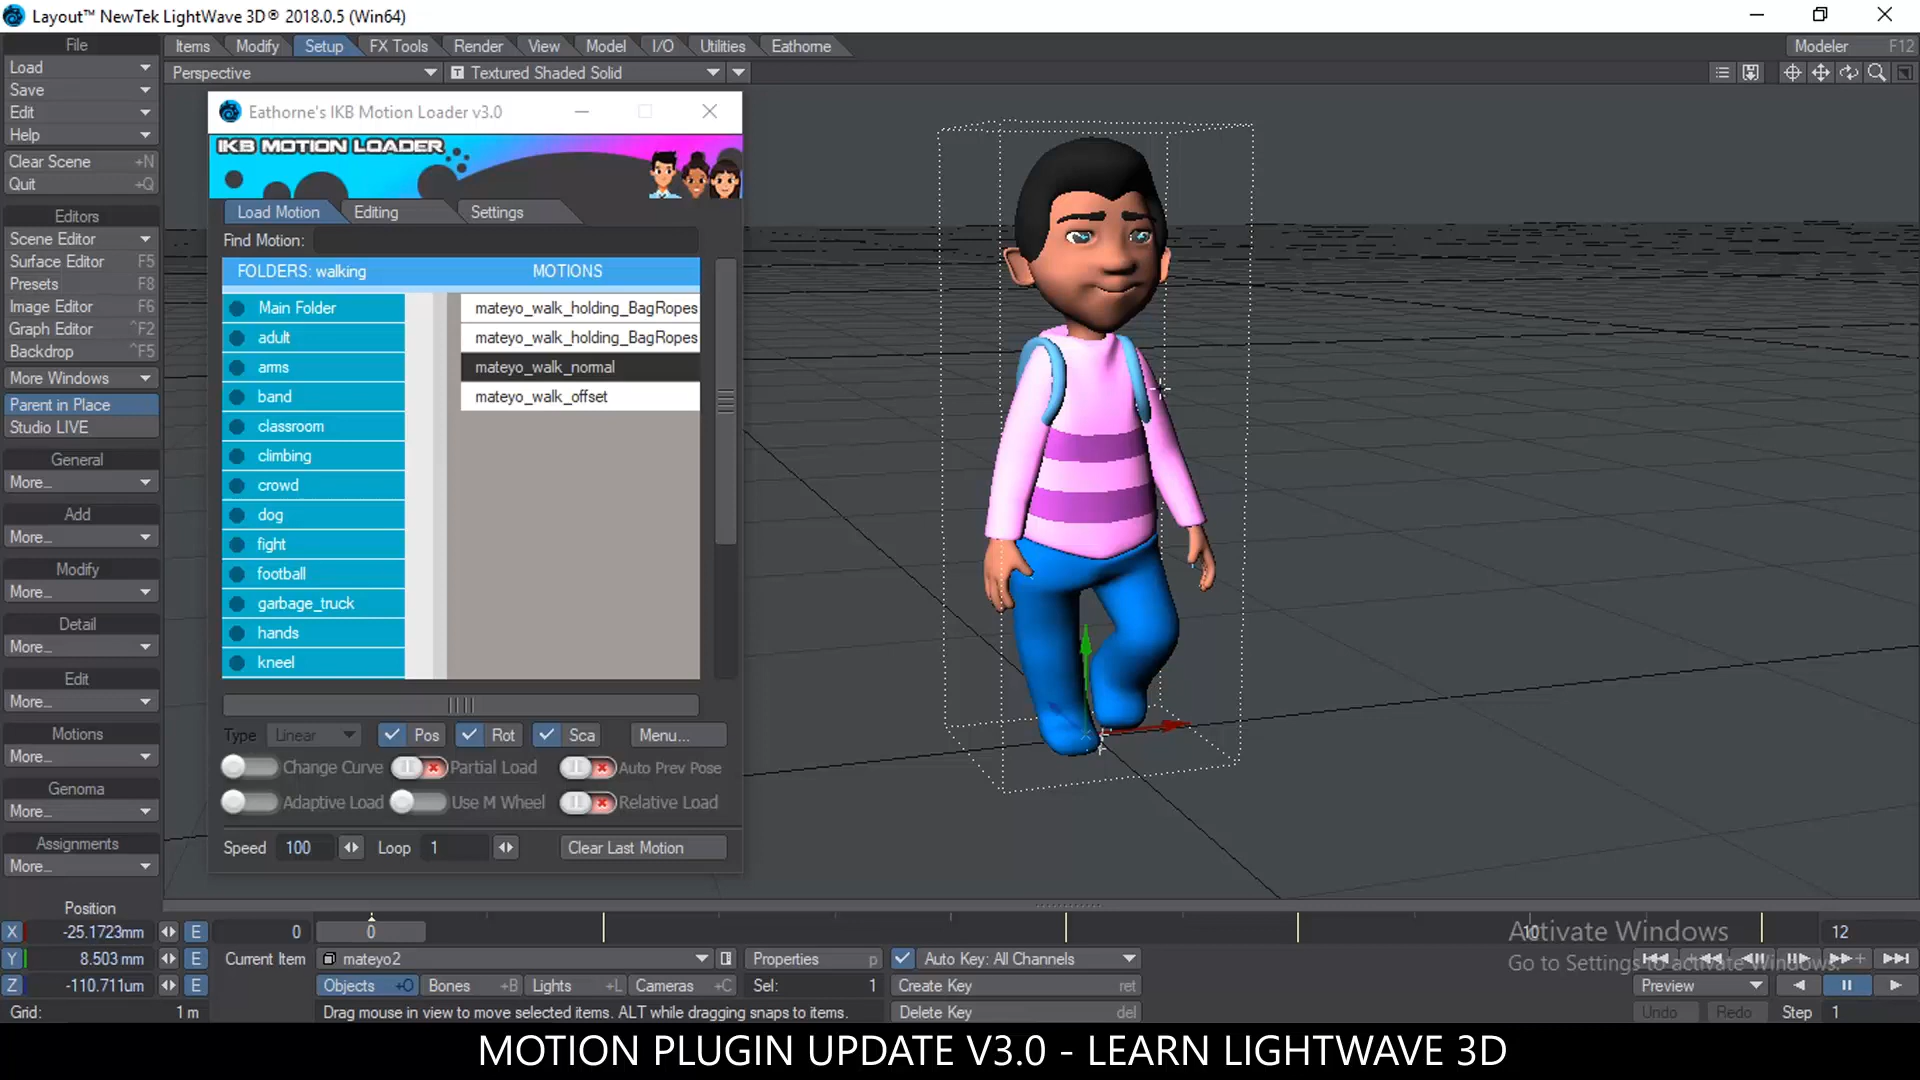 Layout™ NewTek LightWave 3D® 2018.0.5 (Win64)
File
Items Modify Setup FX Tools Render View Model I/O Utilities Eathorne
Modeler F12
Load
Save
Edit
Help
Clear Scene +N
Quit +Q
Editors
Scene Editor
Surface Editor F5
Presets F8
Image Editor F6
Graph Editor ^F2
Backdrop ^F5
More Windows
Parent in Place
Studio LIVE
General
More...
Add
More...
Modify
More...
Detail
More...
Edit
More...
Motions
More...
Genoma
More...
Assignments
More...
Perspective
T Textured Shaded Solid
Eathorne's IKB Motion Loader v3.0
IKB MOTION LOADER
Load Motion Editing Settings
Find Motion:
FOLDERS: walking MOTIONS
Main Folder
adult
arms
band
classroom
climbing
crowd
dog
fight
football
garbage_truck
hands
kneel
mateyo_walk_holding_BagRopes
mateyo_walk_holding_BagRopes
mateyo_walk_normal
mateyo_walk_offset
Type Linear Pos Rot Sca Menu...
Change Curve Partial Load Auto Prev Pose
Adaptive Load Use M Wheel Relative Load
Speed 100 Loop 1 Clear Last Motion
Position
X -25.1723mm E
Y 8.503 mm E
Z -110.711um E
Grid: 1 m
0 0 10 12
Current Item mateyo2 Properties p Auto Key: All Channels
Objects +O Bones +B Lights +L Cameras +C Sel: 1 Create Key ret
Drag mouse in view to move selected items. ALT while dragging snaps to items. Delete Key del
Activate Windows
Go to Settings to activate Windows.
Preview
Undo Redo Step 1
MOTION PLUGIN UPDATE V3.0 - LEARN LIGHTWAVE 3D